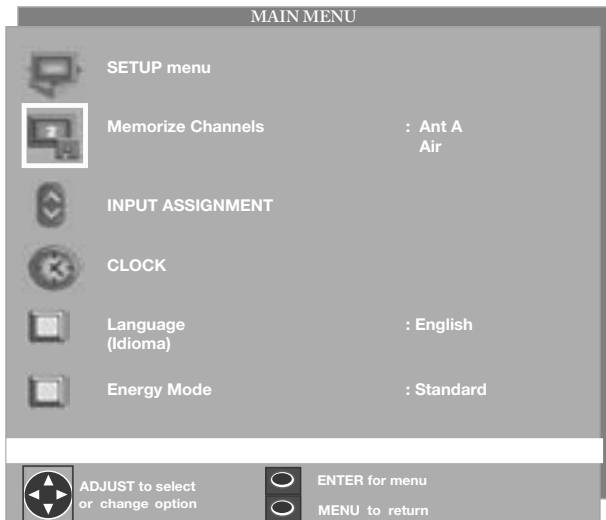 MAIN MENU
SETUP menu
Memorize Channels : Ant A
Air
INPUT ASSIGNMENT
CLOCK
Language : English
(Idioma)
Energy Mode : Standard
ADJUST to select
or change option
ENTER for menu
MENU to return